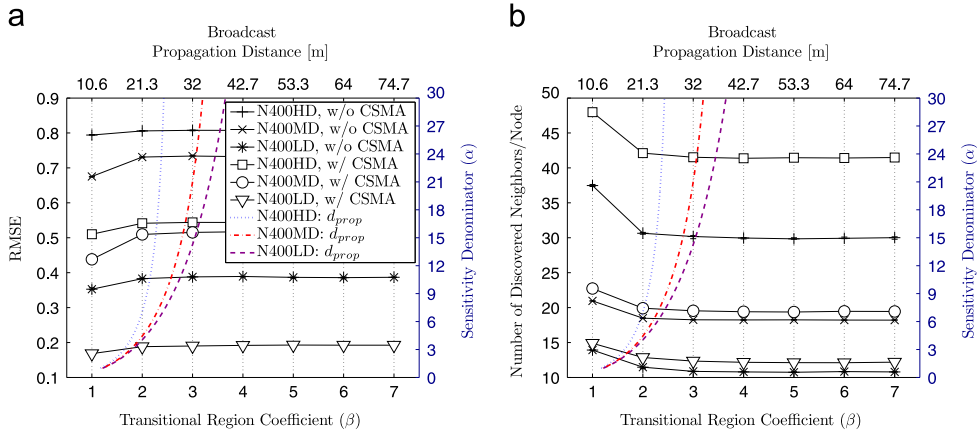 a
Broadcast
Propagation Distance [m]
10.6 21.3 32 42.7 53.3 64 74.7
0.9
0.8
0.7
0.6
0.5
0.4
0.3
0.2
0.1
RMSE
30
27
24
21
18
15
12
9
6
3
0
Sensitivity Denominator (α)
N400HD, w/o CSMA
N400MD, w/o CSMA
N400LD, w/o CSMA
N400HD, w/ CSMA
N400MD, w/ CSMA
N400LD, w/ CSMA
N400HD: dprop
N400MD: dprop
N400LD: dprop
1 2 3 4 5 6 7
Transitional Region Coefficient (β)
b
Broadcast
Propagation Distance [m]
10.6 21.3 32 42.7 53.3 64 74.7
50
45
40
35
30
25
20
15
10
Number of Discovered Neighbors/Node
30
27
24
21
18
15
12
9
6
3
0
Sensitivity Denominator (α)
1 2 3 4 5 6 7
Transitional Region Coefficient (β)